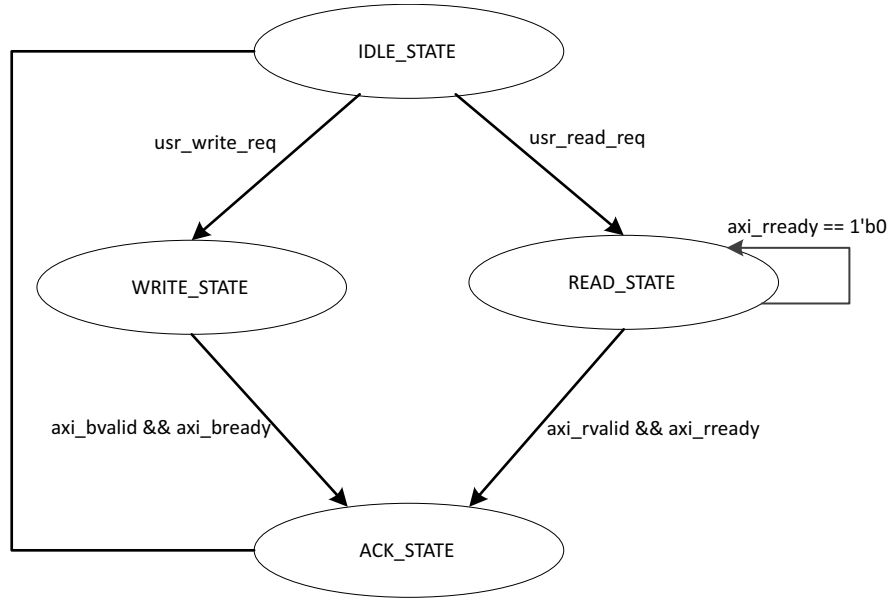 IDLE_STATE
usr_write_req
usr_read_req
axi_rready == 1'b0
WRITE_STATE
READ_STATE
axi_bvalid && axi_bready
axi_rvalid && axi_rready
ACK_STATE